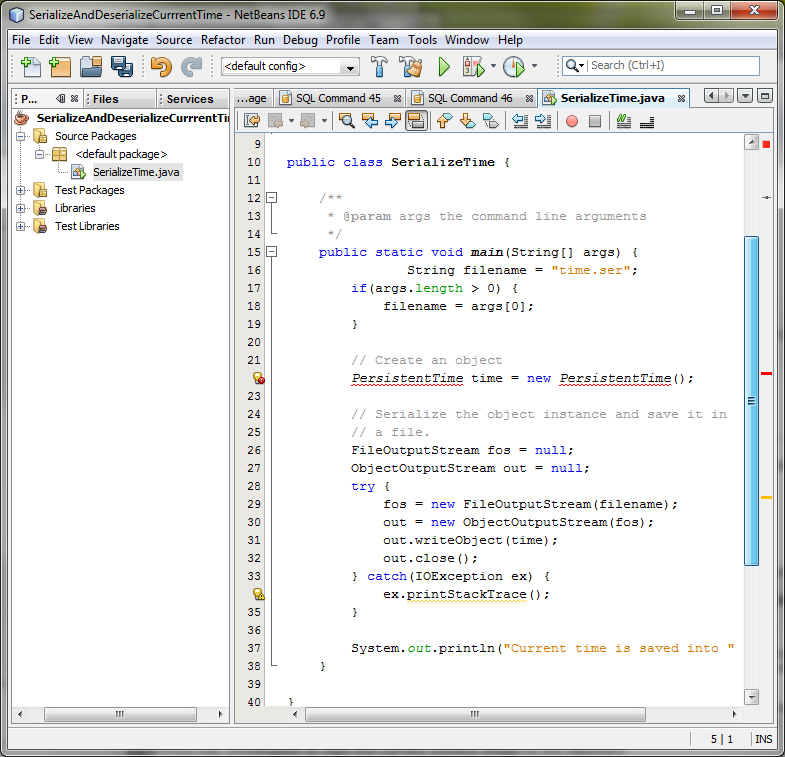 SerializeAndDeserializeCurrrentTime - NetBeans IDE 6.9
File Edit View Navigate Source Refactor Run Debug Profile Team Tools Window Help
<default config>
Search (Ctrl+I)
P...
Files
Services
...age
SQL Command 45
SQL Command 46
SerializeTime.java
SerializeAndDeserializeCurrrentTi
Source Packages
<default package>
SerializeTime.java
Test Packages
Libraries
Test Libraries
9
10 public class SerializeTime {
11
12 /**
13 * @param args the command line arguments
14 */
15 public static void main(String[] args) {
16 String filename = "time.ser";
17 if(args.length > 0) {
18 filename = args[0];
19 }
20
21 // Create an object
PersistentTime time = new PersistentTime();
23
24 // Serialize the object instance and save it in
25 // a file.
26 FileOutputStream fos = null;
27 ObjectOutputStream out = null;
28 try {
29 fos = new FileOutputStream(filename);
30 out = new ObjectOutputStream(fos);
31 out.writeObject(time);
32 out.close();
33 } catch(IOException ex) {
ex.printStackTrace();
35 }
36
37 System.out.println("Current time is saved into "
38 }
39
40 }
5 | 1 INS